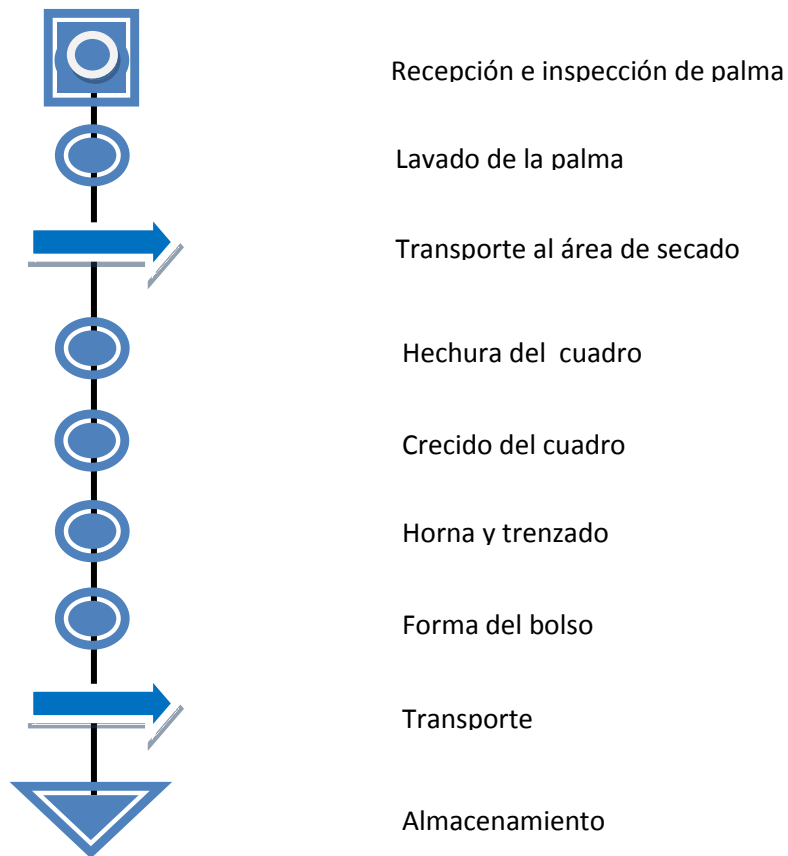 Recepción e inspección de palma
Lavado de la palma
Transporte al área de secado
Hechura del  cuadro
Crecido del cuadro
Horna y trenzado
Forma del bolso
Transporte
Almacenamiento